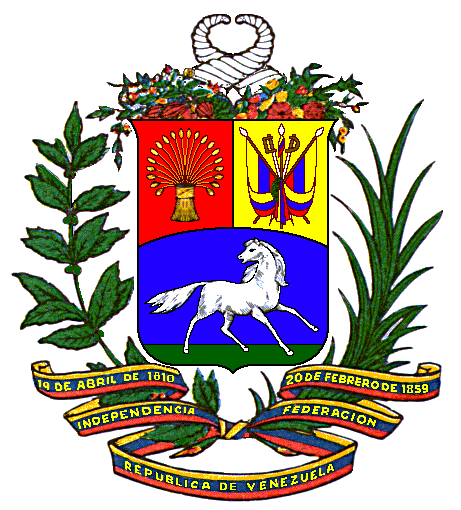 19 DE ABRIL DE 1810
20 DE FEBRERO DE 1859
INDEPENDENCIA
FEDERACION
REPUBLICA DE VENEZUELA